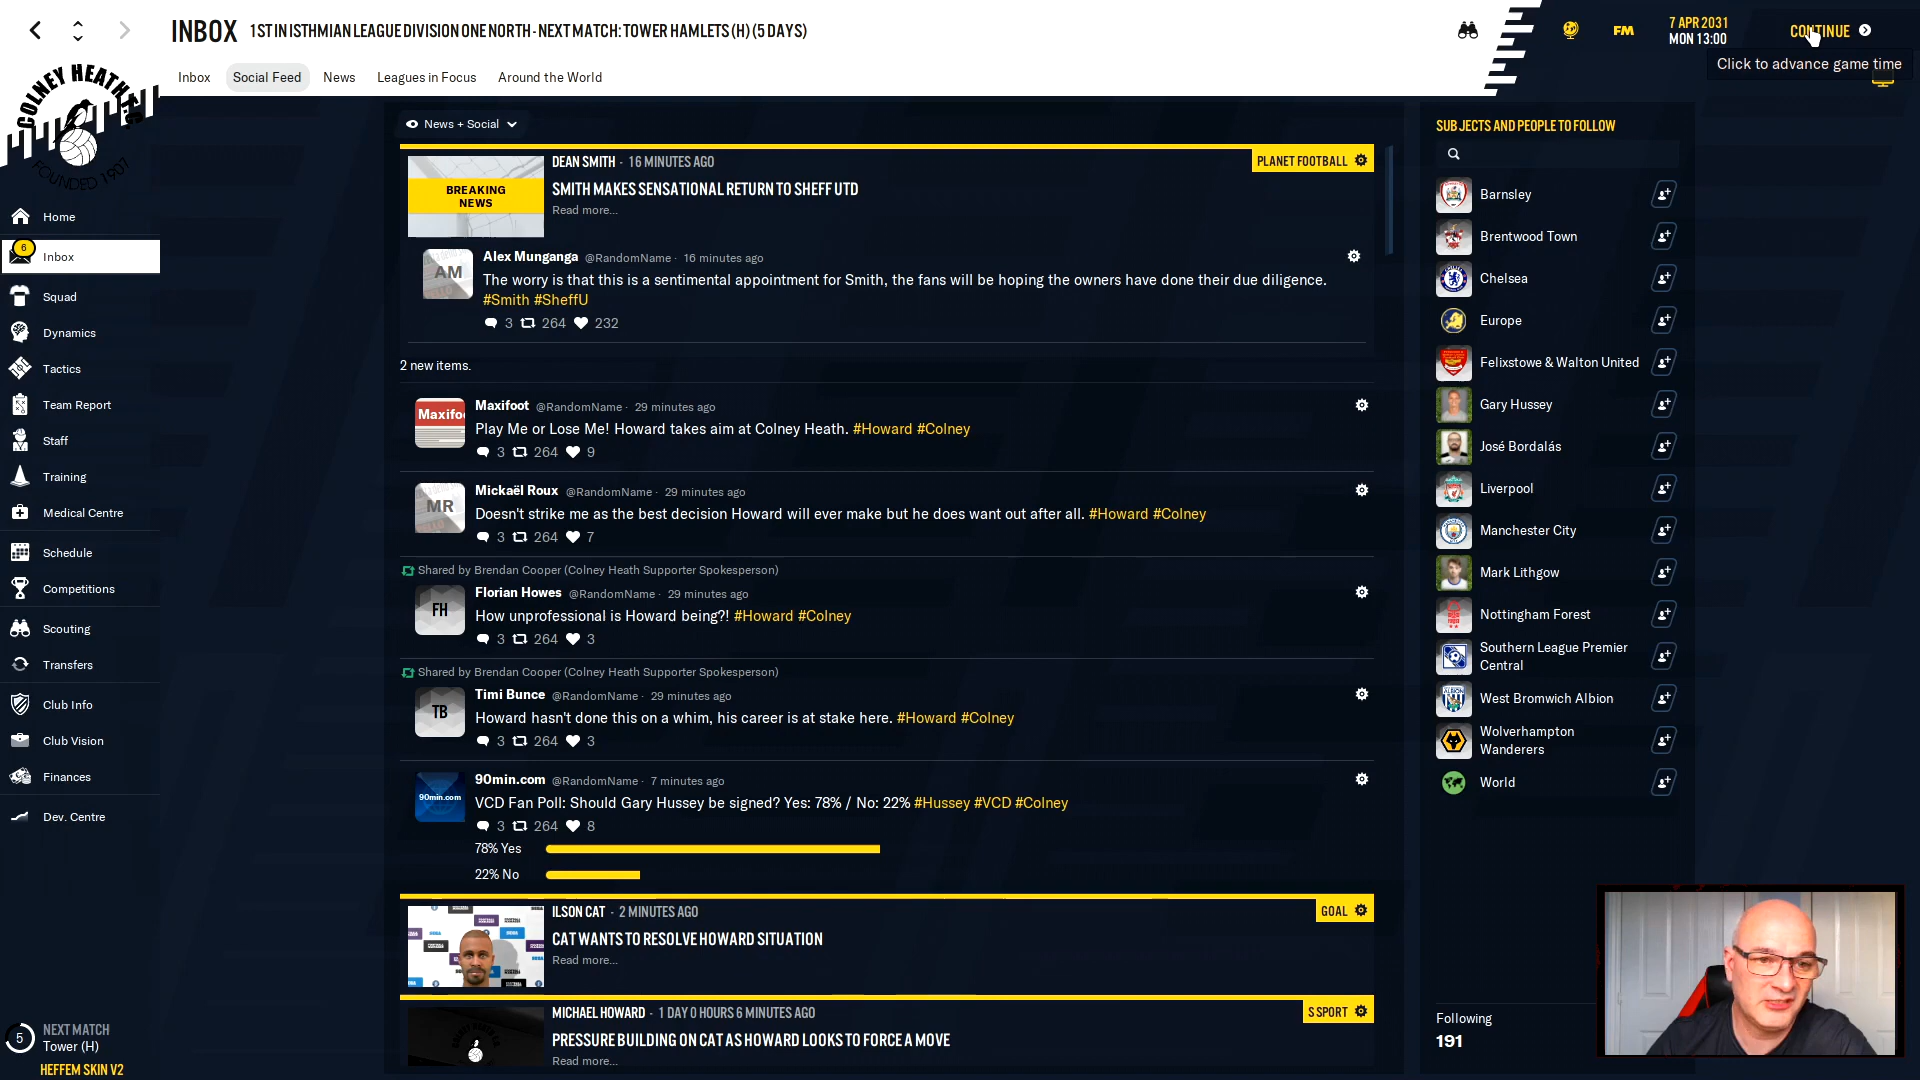 INBOX
1ST IN ISTHMIAN LEAGUE DIVISION ONE NORTH - NEXT MATCH: TOWER HAMLETS (H) (5 DAYS)
FM
7 APR 2031
MON 13:00
CONTINUE
Click to advance game time
Inbox
Social Feed
News
Leagues in Focus
Around the World
COLNEY HEATH F.C.
FOUNDED 1907
Home
6
Inbox
Squad
Dynamics
Tactics
Team Report
Staff
Training
Medical Centre
Schedule
Competitions
Scouting
Transfers
Club Info
Club Vision
Finances
Dev. Centre
5
NEXT MATCH
Tower (H)
HEFFEM SKIN V2
News + Social
BREAKING
NEWS
DEAN SMITH - 16 MINUTES AGO
PLANET FOOTBALL
SMITH MAKES SENSATIONAL RETURN TO SHEFF UTD
Read more...
AM
Alex Munganga @RandomName · 16 minutes ago
The worry is that this is a sentimental appointment for Smith, the fans will be hoping the owners have done their due diligence.
#Smith #SheffU
3 264 232
2 new items.
Maxifoo
Maxifoot @RandomName · 29 minutes ago
Play Me or Lose Me! Howard takes aim at Colney Heath. #Howard #Colney
3 264 9
MR
Mickaël Roux @RandomName · 29 minutes ago
Doesn't strike me as the best decision Howard will ever make but he does want out after all. #Howard #Colney
3 264 7
Shared by Brendan Cooper (Colney Heath Supporter Spokesperson)
FH
Florian Howes @RandomName · 29 minutes ago
How unprofessional is Howard being?! #Howard #Colney
3 264 3
Shared by Brendan Cooper (Colney Heath Supporter Spokesperson)
TB
Timi Bunce @RandomName · 29 minutes ago
Howard hasn't done this on a whim, his career is at stake here. #Howard #Colney
3 264 3
90min.com
90min.com @RandomName · 7 minutes ago
VCD Fan Poll: Should Gary Hussey be signed? Yes: 78% / No: 22% #Hussey #VCD #Colney
3 264 8
78% Yes
22% No
ILSON CAT - 2 MINUTES AGO
GOAL
CAT WANTS TO RESOLVE HOWARD SITUATION
Read more...
MICHAEL HOWARD - 1 DAY 0 HOURS 6 MINUTES AGO
S SPORT
PRESSURE BUILDING ON CAT AS HOWARD LOOKS TO FORCE A MOVE
Read more...
SUBJECTS AND PEOPLE TO FOLLOW
Barnsley
Brentwood Town
Chelsea
Europe
Felixstowe & Walton United
Gary Hussey
José Bordalás
Liverpool
Manchester City
Mark Lithgow
Nottingham Forest
Southern League Premier
Central
West Bromwich Albion
Wolverhampton
Wanderers
World
Following
191